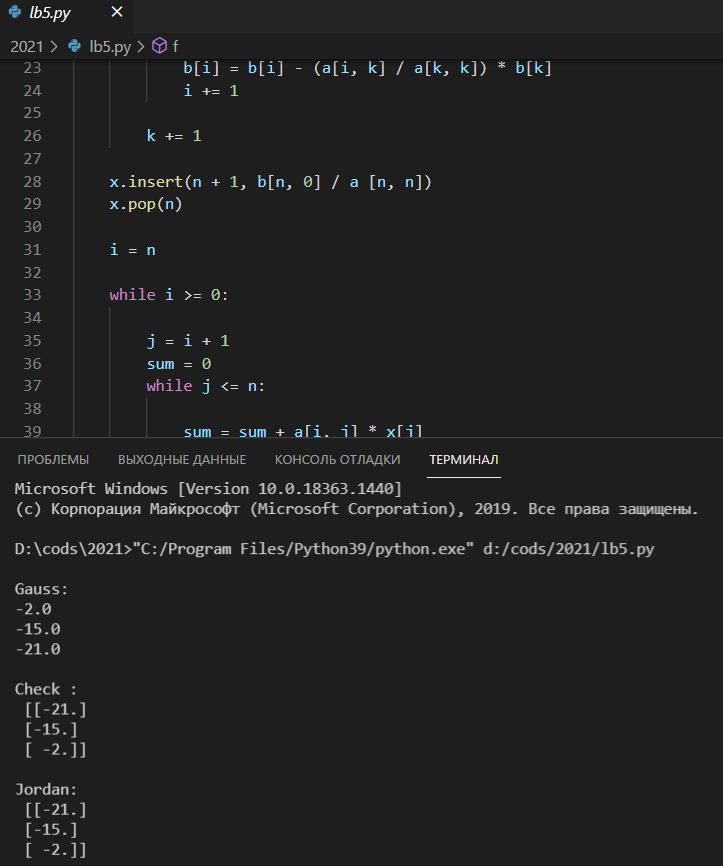 lb5.py ×
2021 > lb5.py > f
23 b[i] = b[i] - (a[i, k] / a[k, k]) * b[k]
24 i += 1
25
26 k += 1
27
28 x.insert(n + 1, b[n, 0] / a [n, n])
29 x.pop(n)
30
31 i = n
32
33 while i >= 0:
34
35 j = i + 1
36 sum = 0
37 while j <= n:
38
39 sum = sum + a[i, j] * x[j]
ПРОБЛЕМЫ ВЫХОДНЫЕ ДАННЫЕ КОНСОЛЬ ОТЛАДКИ ТЕРМИНАЛ
Microsoft Windows [Version 10.0.18363.1440]
(c) Корпорация Майкрософт (Microsoft Corporation), 2019. Все права защищены.
D:\cods\2021>"C:/Program Files/Python39/python.exe" d:/cods/2021/lb5.py
Gauss:
-2.0
-15.0
-21.0
Check :
[[-21.]
[-15.]
[ -2.]]
Jordan:
[[-21.]
[-15.]
[ -2.]]